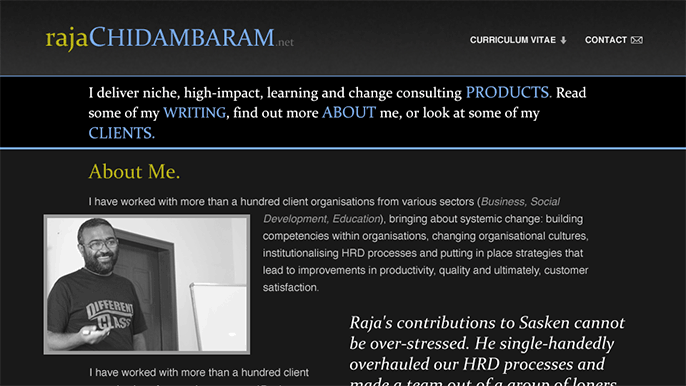 rajaCHIDAMBARAM.net
CURRICULUM VITAE
CONTACT
I deliver niche, high-impact, learning and change consulting PRODUCTS. Read
some of my WRITING, find out more ABOUT me, or look at some of my
CLIENTS.
About Me.
I have worked with more than a hundred client organisations from various sectors (Business, Social
Development, Education), bringing about systemic change: building
competencies within organisations, changing organisational cultures,
institutionalising HRD processes and putting in place strategies that
lead to improvements in productivity, quality and ultimately, customer
satisfaction.
DIFFERENT
CLASS
Raja's contributions to Sasken cannot
be over-stressed. He single-handedly
overhauled our HRD processes and
made a team out of a group of loners
I have worked with more than a hundred client